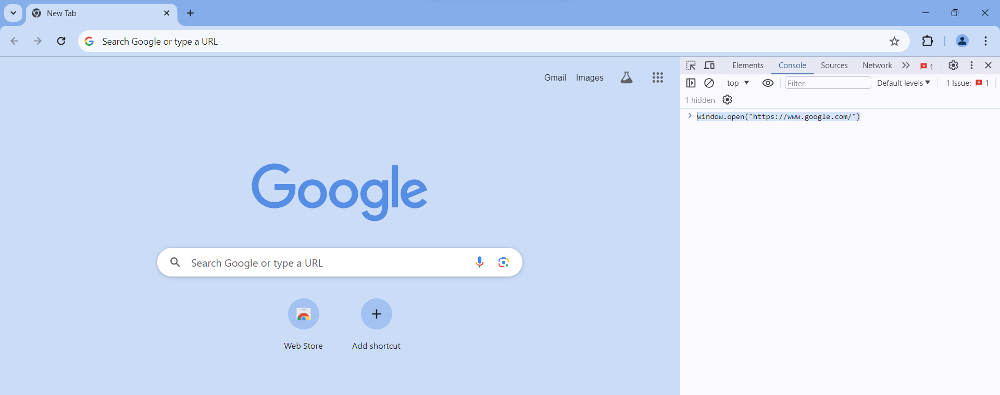 New Tab
Search Google or type a URL
Elements Console Sources Network 1
top Filter Default levels 1 Issue: 1
1 hidden
window.open("https://www.google.com/")
Gmail Images
Google
Search Google or type a URL
Web Store Add shortcut